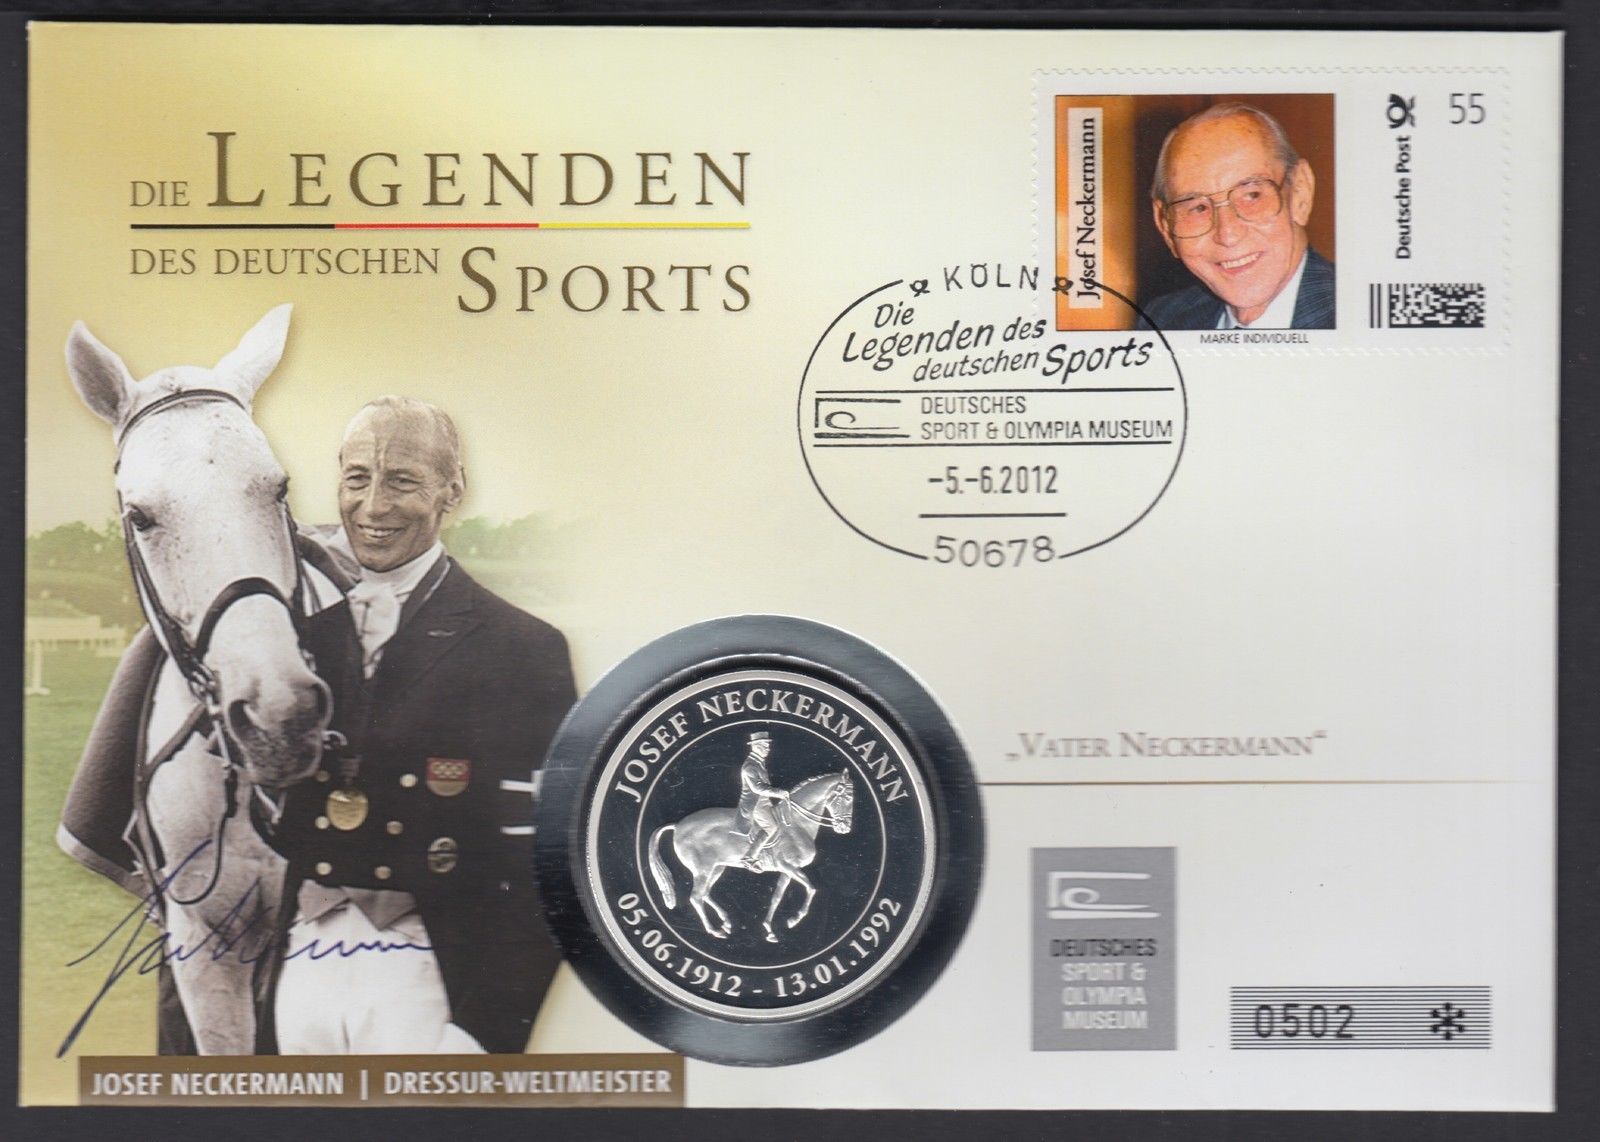 DIE LEGENDEN
DES DEUTSCHEN SPORTS
Josef Neckermann
Deutsche Post
55
MARKE INDIVIDUELL
KÖLN
Die
Legenden des
deutschen Sports
DEUTSCHES
SPORT & OLYMPIA MUSEUM
-5.-6.2012
50678
JOSEF NECKERMANN
05.06.1912 - 13.01.1992
„VATER NECKERMANN“
DEUTSCHES
SPORT &
OLYMPIA
MUSEUM
0502 *
JOSEF NECKERMANN | DRESSUR-WELTMEISTER